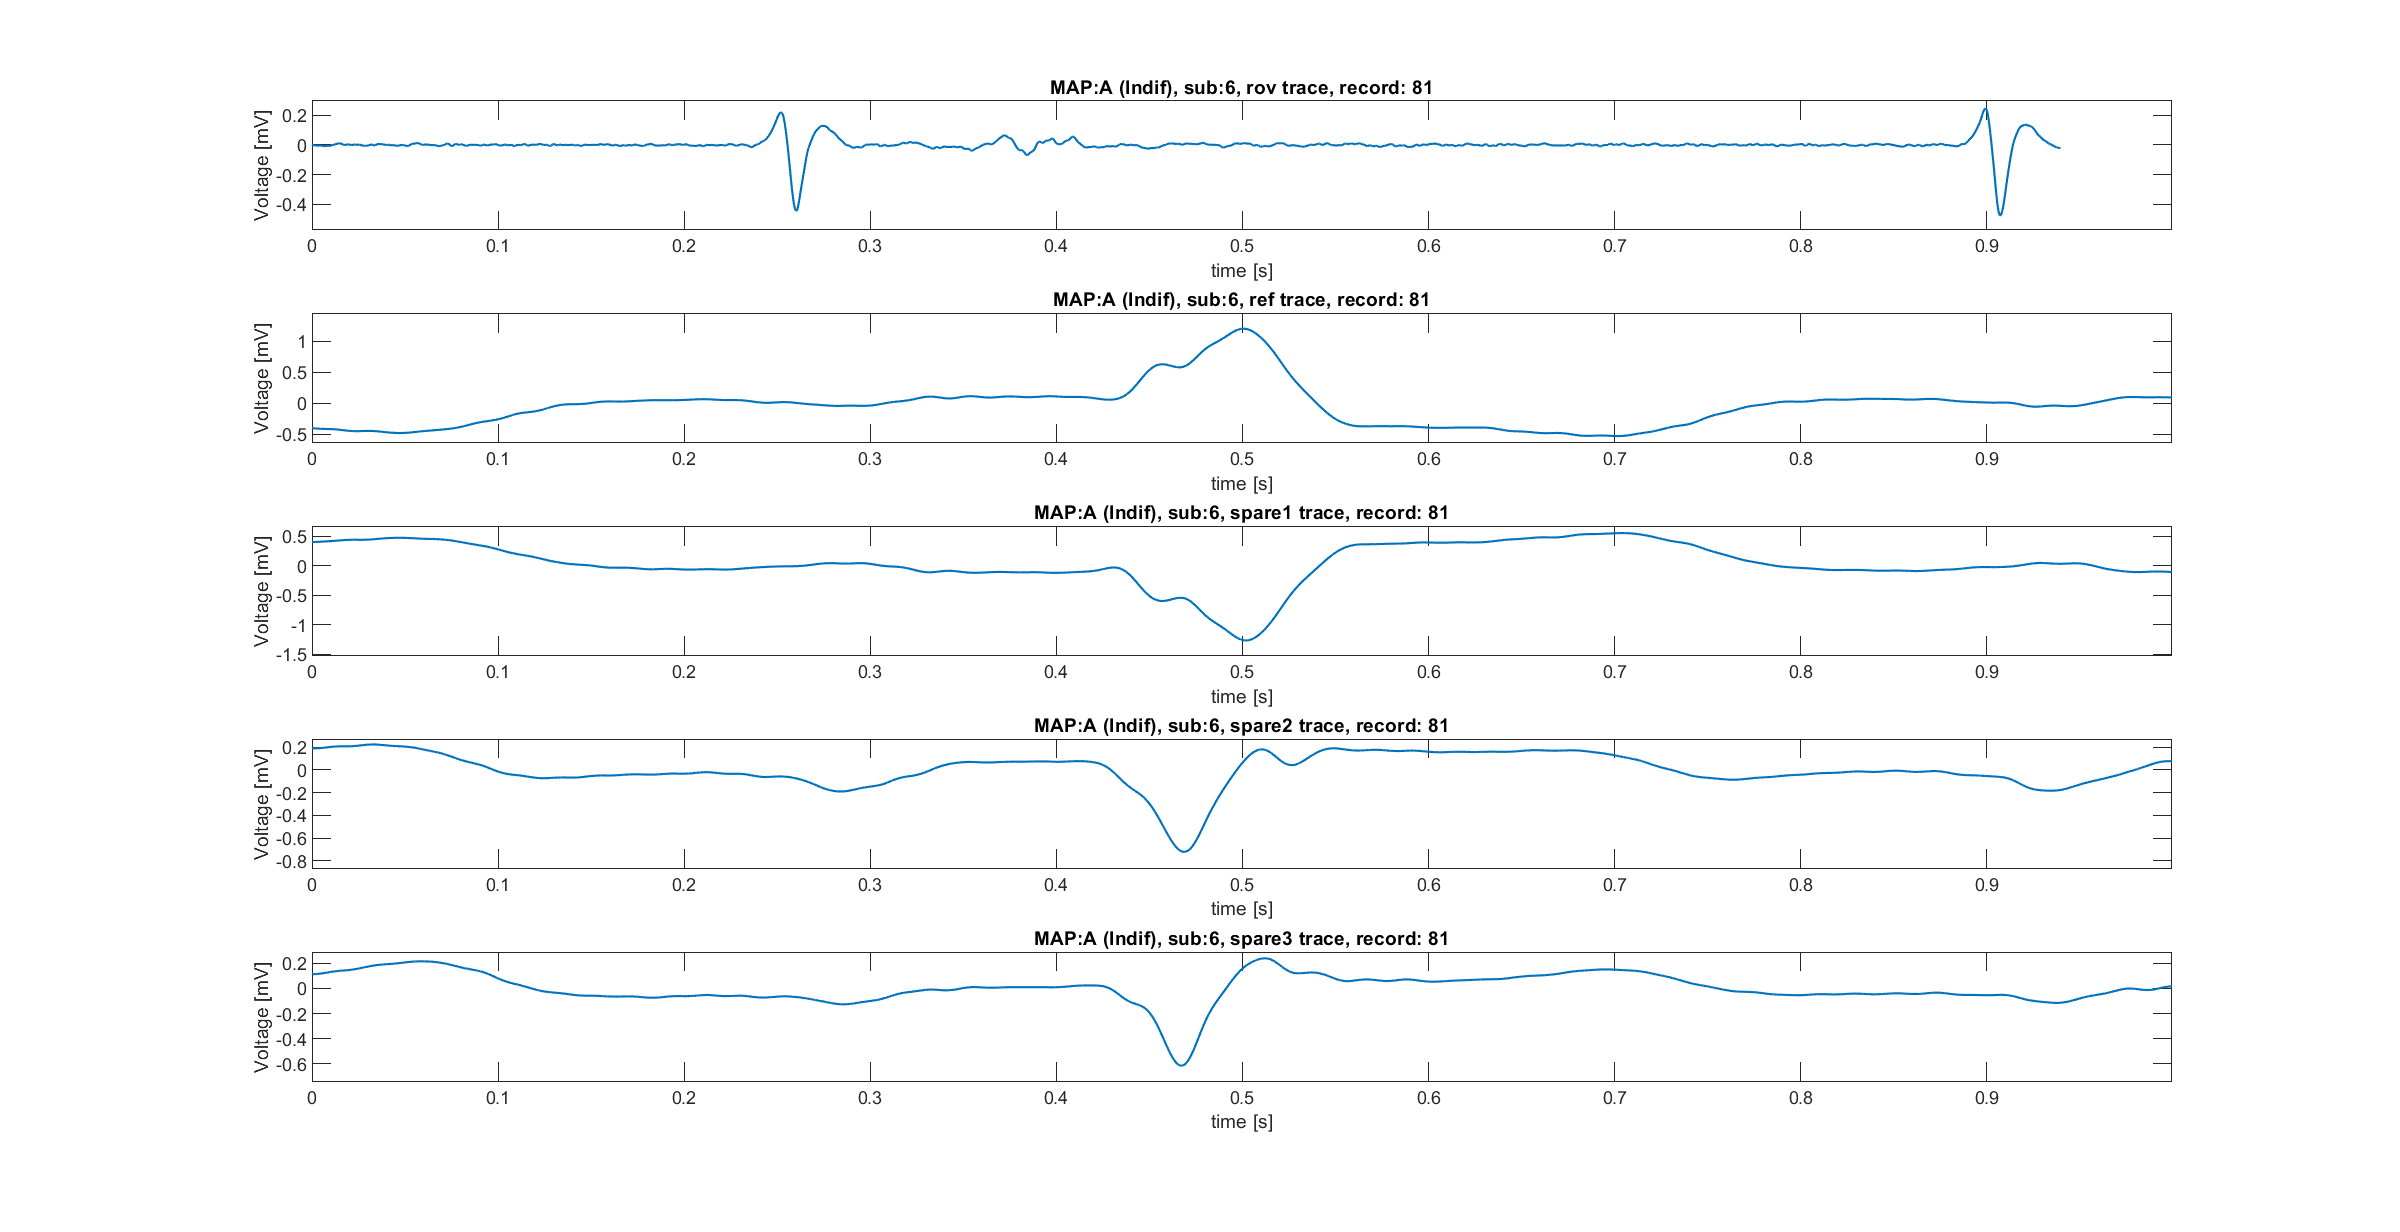 MAP:A (Indif), sub:6, rov trace, record: 81
Voltage [mV]
0.2
0
-0.2
-0.4
0 0.1 0.2 0.3 0.4 0.5 0.6 0.7 0.8 0.9
time [s]
MAP:A (Indif), sub:6, ref trace, record: 81
Voltage [mV]
1
0.5
0
-0.5
0 0.1 0.2 0.3 0.4 0.5 0.6 0.7 0.8 0.9
time [s]
MAP:A (Indif), sub:6, spare1 trace, record: 81
Voltage [mV]
0.5
0
-0.5
-1
-1.5
0 0.1 0.2 0.3 0.4 0.5 0.6 0.7 0.8 0.9
time [s]
MAP:A (Indif), sub:6, spare2 trace, record: 81
Voltage [mV]
0.2
0
-0.2
-0.4
-0.6
-0.8
0 0.1 0.2 0.3 0.4 0.5 0.6 0.7 0.8 0.9
time [s]
MAP:A (Indif), sub:6, spare3 trace, record: 81
Voltage [mV]
0.2
0
-0.2
-0.4
-0.6
0 0.1 0.2 0.3 0.4 0.5 0.6 0.7 0.8 0.9
time [s]